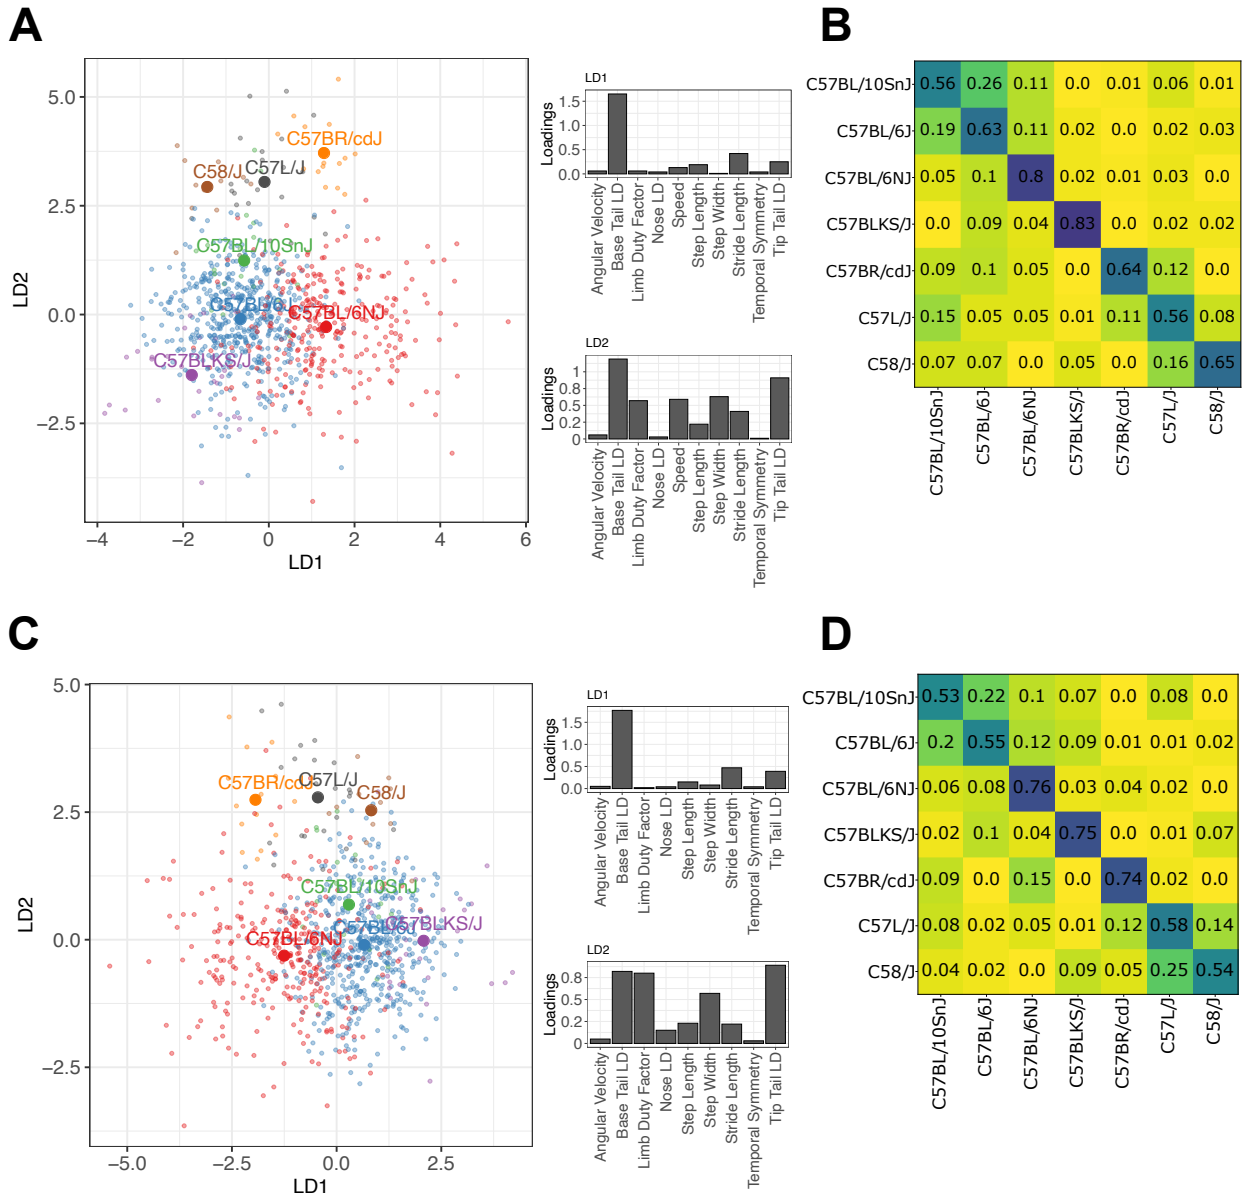 A
B
5.0
2.5
0.0
−2.5
LD2
−4
−2
0
2
4
6
LD1
C57BR/cdJ
C58/J
C57L/J
C57BL/10SnJ
C57BL/6J
C57BL/6NJ
C57BLKS/J
LD1
Loadings
1.5
1.0
0.5
0.0
Angular Velocity
Base Tail LD
Limb Duty Factor
Nose LD
Speed
Step Length
Step Width
Stride Length
Temporal Symmetry
Tip Tail LD
LD2
Loadings
1
0.5
0.2
0
Angular Velocity
Base Tail LD
Limb Duty Factor
Nose LD
Speed
Step Length
Step Width
Stride Length
Temporal Symmetry
Tip Tail LD
C57BL/10SnJ 0.56 0.26 0.11 0.0 0.01 0.06 0.01
C57BL/6J 0.19 0.63 0.11 0.02 0.0 0.02 0.03
C57BL/6NJ 0.05 0.1 0.8 0.02 0.01 0.03 0.0
C57BLKS/J 0.0 0.09 0.04 0.83 0.0 0.02 0.02
C57BR/cdJ 0.09 0.1 0.05 0.0 0.64 0.12 0.0
C57L/J 0.15 0.05 0.05 0.01 0.11 0.56 0.08
C58/J 0.07 0.07 0.0 0.05 0.0 0.16 0.65
C57BL/10SnJ
C57BL/6J
C57BL/6NJ
C57BLKS/J
C57BR/cdJ
C57L/J
C58/J
C
D
5.0
2.5
0.0
−2.5
LD2
−5.0
−2.5
0.0
2.5
LD1
C57BR/cdJ
C57L/J
C58/J
C57BL/10SnJ
C57BL/6J
C57BLKS/J
C57BL/6NJ
LD1
Loadings
1.5
1.0
0.5
0.0
Angular Velocity
Base Tail LD
Limb Duty Factor
Nose LD
Step Length
Step Width
Stride Length
Temporal Symmetry
Tip Tail LD
LD2
Loadings
0.8
0.5
0.2
0
Angular Velocity
Base Tail LD
Limb Duty Factor
Nose LD
Step Length
Step Width
Stride Length
Temporal Symmetry
Tip Tail LD
C57BL/10SnJ 0.53 0.22 0.1 0.07 0.0 0.08 0.0
C57BL/6J 0.2 0.55 0.12 0.09 0.01 0.01 0.02
C57BL/6NJ 0.06 0.08 0.76 0.03 0.04 0.02 0.0
C57BLKS/J 0.02 0.1 0.04 0.75 0.0 0.01 0.07
C57BR/cdJ 0.09 0.0 0.15 0.0 0.74 0.02 0.0
C57L/J 0.08 0.02 0.05 0.01 0.12 0.58 0.14
C58/J 0.04 0.02 0.0 0.09 0.05 0.25 0.54
C57BL/10SnJ
C57BL/6J
C57BL/6NJ
C57BLKS/J
C57BR/cdJ
C57L/J
C58/J